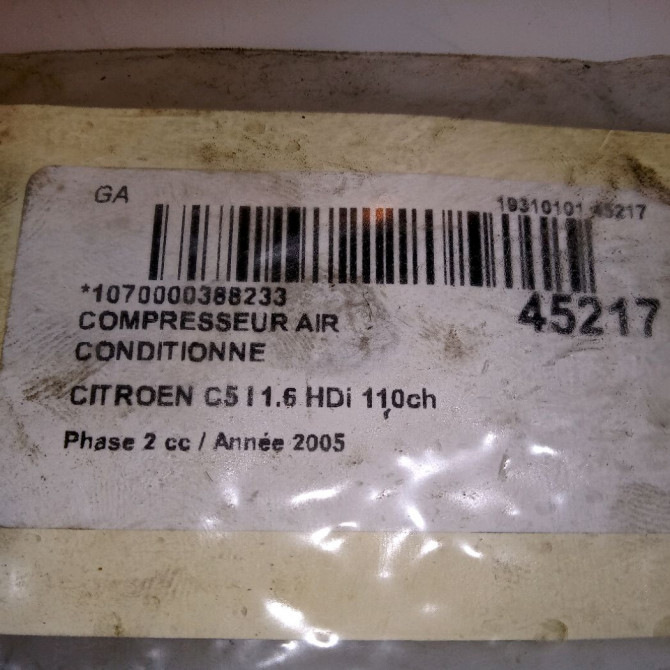 GA
19310101 45217
*1070000388233
45217
COMPRESSEUR AIR
CONDITIONNE
CITROEN C5 I 1.6 HDi 110ch
Phase 2 cc / Année 2005